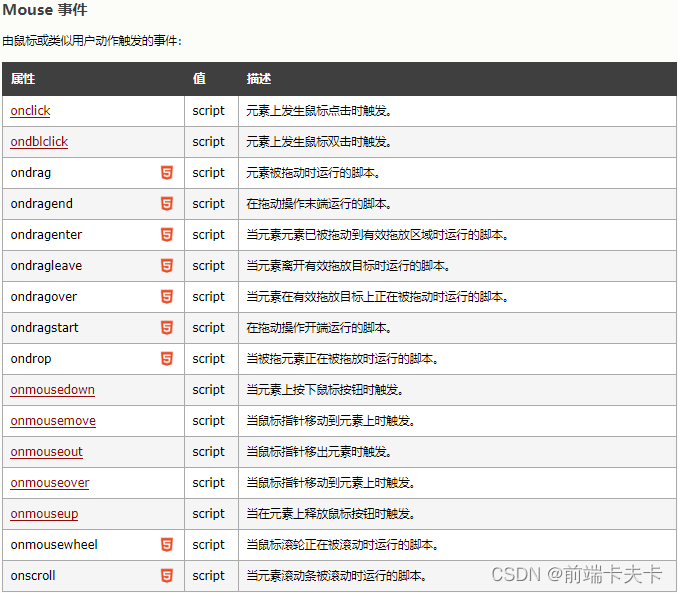 Mouse 事件
由鼠标或类似用户动作触发的事件：
属性 值 描述
onclick script 元素上发生鼠标点击时触发。
ondblclick script 元素上发生鼠标双击时触发。
ondrag 5 script 元素被拖动时运行的脚本。
ondragend 5 script 在拖动操作末端运行的脚本。
ondragenter 5 script 当元素元素已被拖动到有效拖放区域时运行的脚本。
ondragleave 5 script 当元素离开有效拖放目标时运行的脚本。
ondragover 5 script 当元素在有效拖放目标上正在被拖动时运行的脚本。
ondragstart 5 script 在拖动操作开端运行的脚本。
ondrop 5 script 当被拖元素正在被拖放时运行的脚本。
onmousedown script 当元素上按下鼠标按钮时触发。
onmousemove script 当鼠标指针移动到元素上时触发。
onmouseout script 当鼠标指针移出元素时触发。
onmouseover script 当鼠标指针移动到元素上时触发。
onmouseup script 当在元素上释放鼠标按钮时触发。
onmousewheel 5 script 当鼠标滚轮正在被滚动时运行的脚本。
onscroll 5 script 当元素滚动条被滚动时运行的脚本。
CSDN @前端卡夫卡